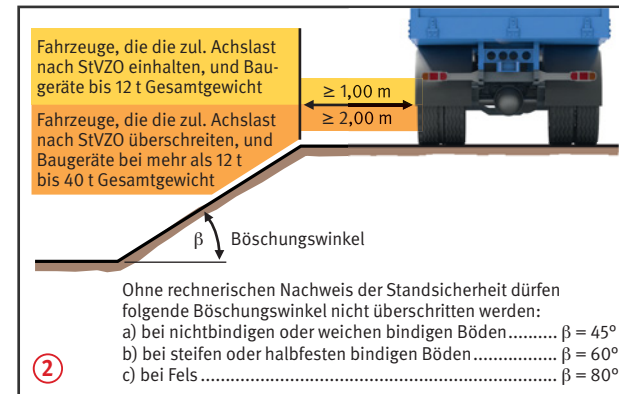 Fahrzeuge, die die zul. Achslast
nach StVZO einhalten, und Bau-
geräte bis 12 t Gesamtgewicht
≥ 1,00 m
Fahrzeuge, die die zul. Achslast
nach StVZO überschreiten, und
Baugeräte bei mehr als 12 t
bis 40 t Gesamtgewicht
≥ 2,00 m
β Böschungswinkel
Ohne rechnerischen Nachweis der Standsicherheit dürfen
folgende Böschungswinkel nicht überschritten werden:
a) bei nichtbindigen oder weichen bindigen Böden.......... β = 45°
b) bei steifen oder halbfesten bindigen Böden................. β = 60°
c) bei Fels................................................................... β = 80°
2